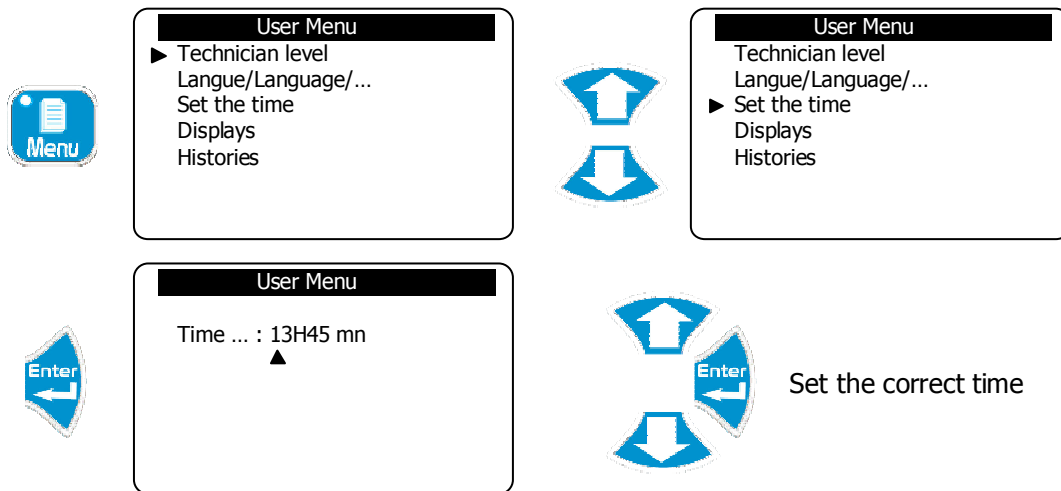 Menu
User Menu
Technician level
Langue/Language/...
Set the time
Displays
Histories
User Menu
Technician level
Langue/Language/...
Set the time
Displays
Histories
Enter
User Menu
Time ... : 13H45 mn
Enter
Set the correct time